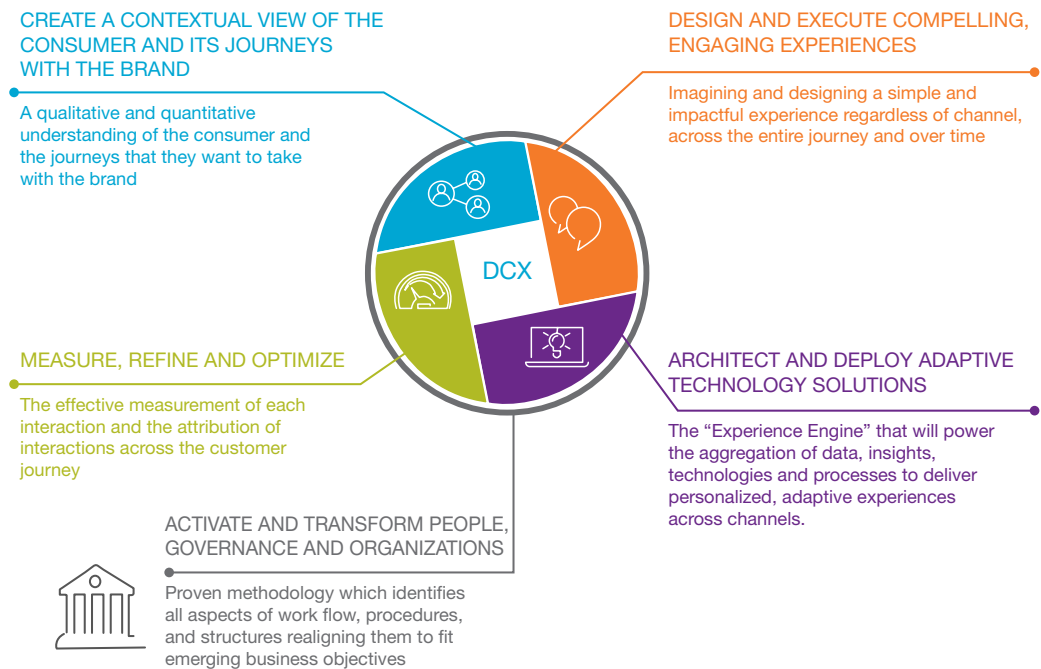 CREATE A CONTEXTUAL VIEW OF THE
CONSUMER AND ITS JOURNEYS
WITH THE BRAND
A qualitative and quantitative
understanding of the consumer and
the journeys that they want to take
with the brand
DESIGN AND EXECUTE COMPELLING,
ENGAGING EXPERIENCES
Imagining and designing a simple and
impactful experience regardless of channel,
across the entire journey and over time
DCX
MEASURE, REFINE AND OPTIMIZE
The effective measurement of each
interaction and the attribution of
interactions across the customer
journey
ARCHITECT AND DEPLOY ADAPTIVE
TECHNOLOGY SOLUTIONS
The “Experience Engine” that will power
the aggregation of data, insights,
technologies and processes to deliver
personalized, adaptive experiences
across channels.
ACTIVATE AND TRANSFORM PEOPLE,
GOVERNANCE AND ORGANIZATIONS
Proven methodology which identifies
all aspects of work flow, procedures,
and structures realigning them to fit
emerging business objectives